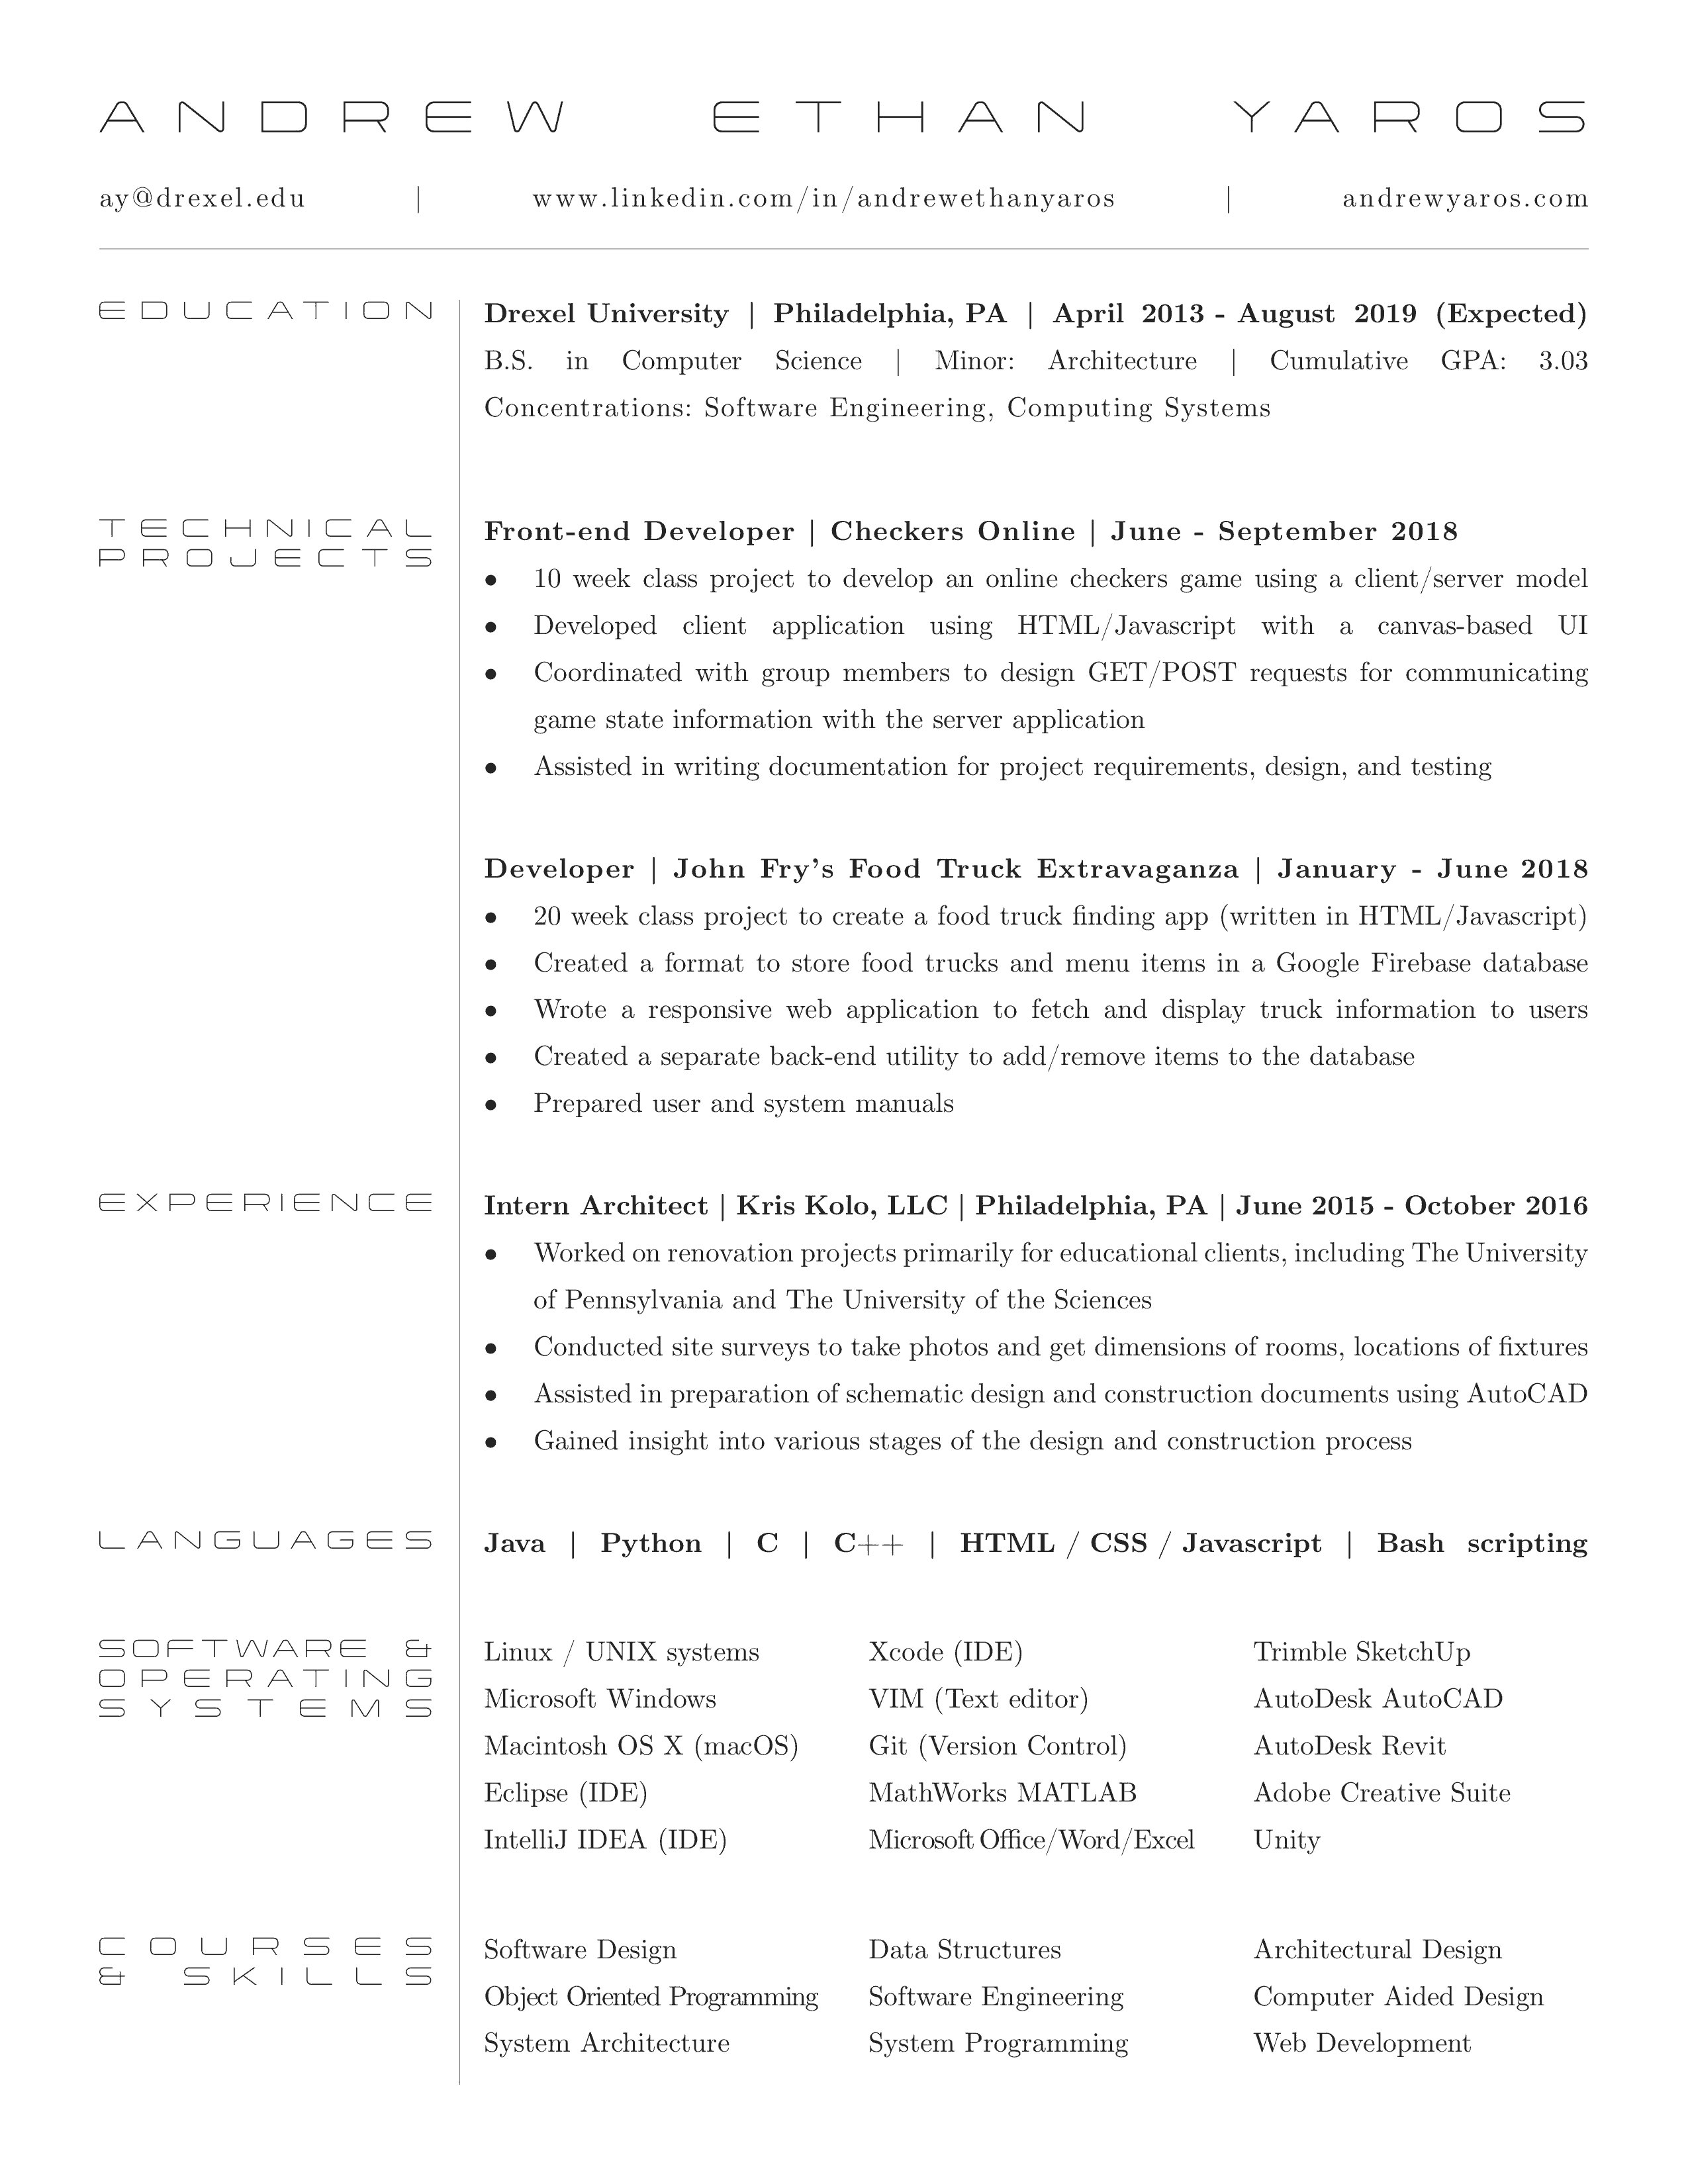 ANDREW ETHAN YAROS
ay@drexel.edu | www.linkedin.com/in/andrewethanyaros | andrewyaros.com
EDUCATION
Drexel University | Philadelphia, PA | April 2013 - August 2019 (Expected)
B.S. in Computer Science | Minor: Architecture | Cumulative GPA: 3.03
Concentrations: Software Engineering, Computing Systems
TECHNICAL
PROJECTS
Front-end Developer | Checkers Online | June - September 2018
• 10 week class project to develop an online checkers game using a client/server model
• Developed client application using HTML/Javascript with a canvas-based UI
• Coordinated with group members to design GET/POST requests for communicating
game state information with the server application
• Assisted in writing documentation for project requirements, design, and testing
Developer | John Fry's Food Truck Extravaganza | January - June 2018
• 20 week class project to create a food truck finding app (written in HTML/Javascript)
• Created a format to store food trucks and menu items in a Google Firebase database
• Wrote a responsive web application to fetch and display truck information to users
• Created a separate back-end utility to add/remove items to the database
• Prepared user and system manuals
EXPERIENCE
Intern Architect | Kris Kolo, LLC | Philadelphia, PA | June 2015 - October 2016
• Worked on renovation projects primarily for educational clients, including The University
of Pennsylvania and The University of the Sciences
• Conducted site surveys to take photos and get dimensions of rooms, locations of fixtures
• Assisted in preparation of schematic design and construction documents using AutoCAD
• Gained insight into various stages of the design and construction process
LANGUAGES
Java | Python | C | C++ | HTML / CSS / Javascript | Bash scripting
SOFTWARE &
OPERATING
SYSTEMS
Linux / UNIX systems
Microsoft Windows
Macintosh OS X (macOS)
Eclipse (IDE)
IntelliJ IDEA (IDE)
Xcode (IDE)
VIM (Text editor)
Git (Version Control)
MathWorks MATLAB
Microsoft Office/Word/Excel
Trimble SketchUp
AutoDesk AutoCAD
AutoDesk Revit
Adobe Creative Suite
Unity
COURSES
& SKILLS
Software Design
Object Oriented Programming
System Architecture
Data Structures
Software Engineering
System Programming
Architectural Design
Computer Aided Design
Web Development